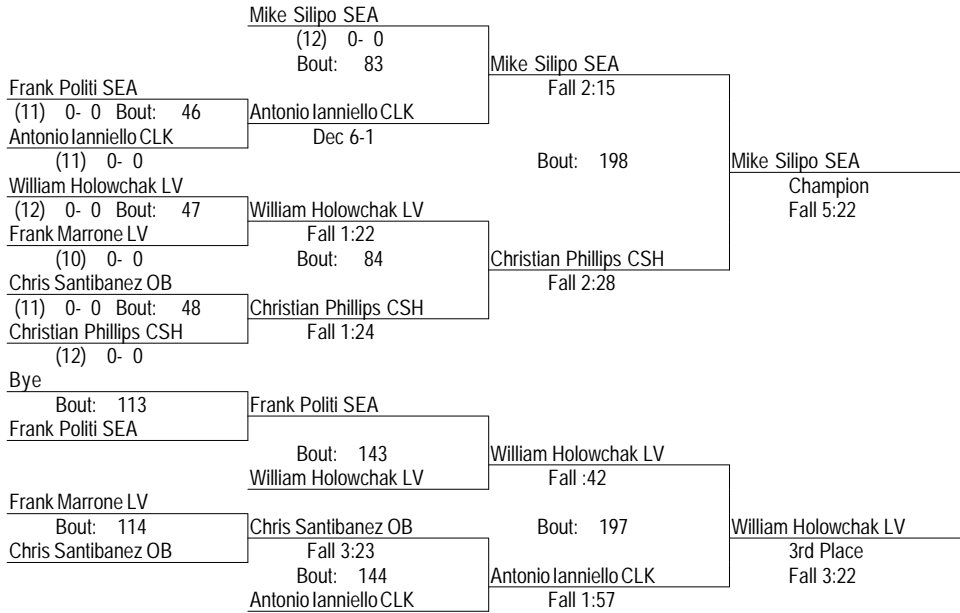 Mike Silipo SEA
(12) 0- 0
Bout: 83
Mike Silipo SEA
Fall 2:15
Frank Politi SEA
(11) 0- 0 Bout: 46
Antonio Ianniello CLK
Antonio Ianniello CLK
Dec 6-1
(11) 0- 0
Bout: 198
Mike Silipo SEA
Champion
Fall 5:22
William Holowchak LV
(12) 0- 0 Bout: 47
William Holowchak LV
Frank Marrone LV
Fall 1:22
(10) 0- 0
Bout: 84
Christian Phillips CSH
Fall 2:28
Chris Santibanez OB
(11) 0- 0 Bout: 48
Christian Phillips CSH
Christian Phillips CSH
Fall 1:24
(12) 0- 0
Bye
Bout: 113
Frank Politi SEA
Frank Politi SEA
Bout: 143
William Holowchak LV
William Holowchak LV
Fall :42
Frank Marrone LV
Bout: 114
Chris Santibanez OB
Chris Santibanez OB
Fall 3:23
Bout: 197
William Holowchak LV
3rd Place
Fall 3:22
Bout: 144
Antonio Ianniello CLK
Antonio Ianniello CLK
Fall 1:57